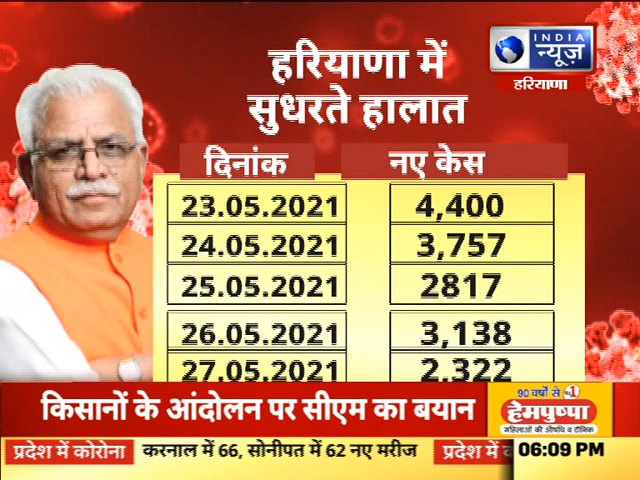 हरियाणा में
सुधरते हालात
INDIA
न्यूज़
हरियाणा
दिनांक नए केस
23.05.2021 4,400
24.05.2021 3,757
25.05.2021 2817
26.05.2021 3,138
27.05.2021 2,322
किसानों के आंदोलन पर सीएम का बयान
90 वर्षों से No.1
हेमपुष्पा
महिलाओं की औषधि व टॉनिक
प्रदेश में कोरोना करनाल में 66, सोनीपत में 62 नए मरीज प्रदेश में क
06:09 PM